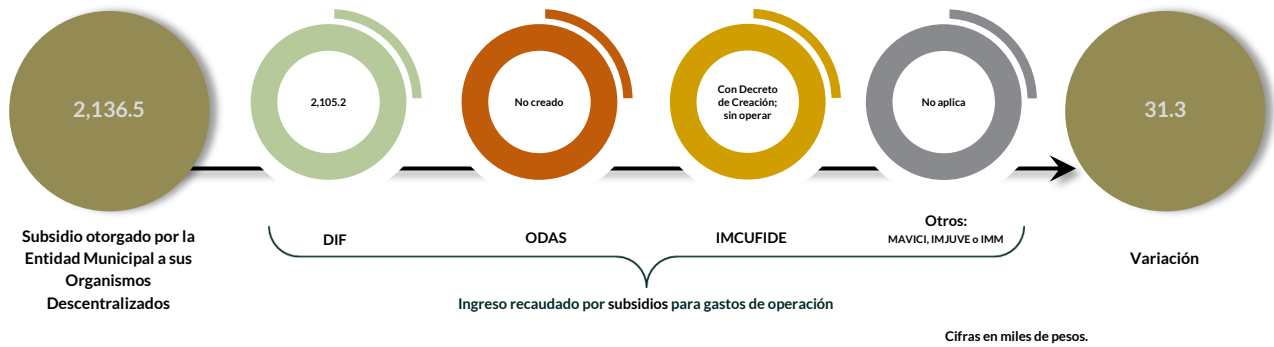 2,136.5
2,105.2
No creado
Con Decreto
de Creación;
sin operar
No aplica
31.3
Subsidio otorgado por la
Entidad Municipal a sus
Organismos
Descentralizados
DIF
ODAS
IMCUFIDE
Otros:
MAVICI, IMJUVE o IMM
Variación
Ingreso recaudado por subsidios para gastos de operación
Cifras en miles de pesos.